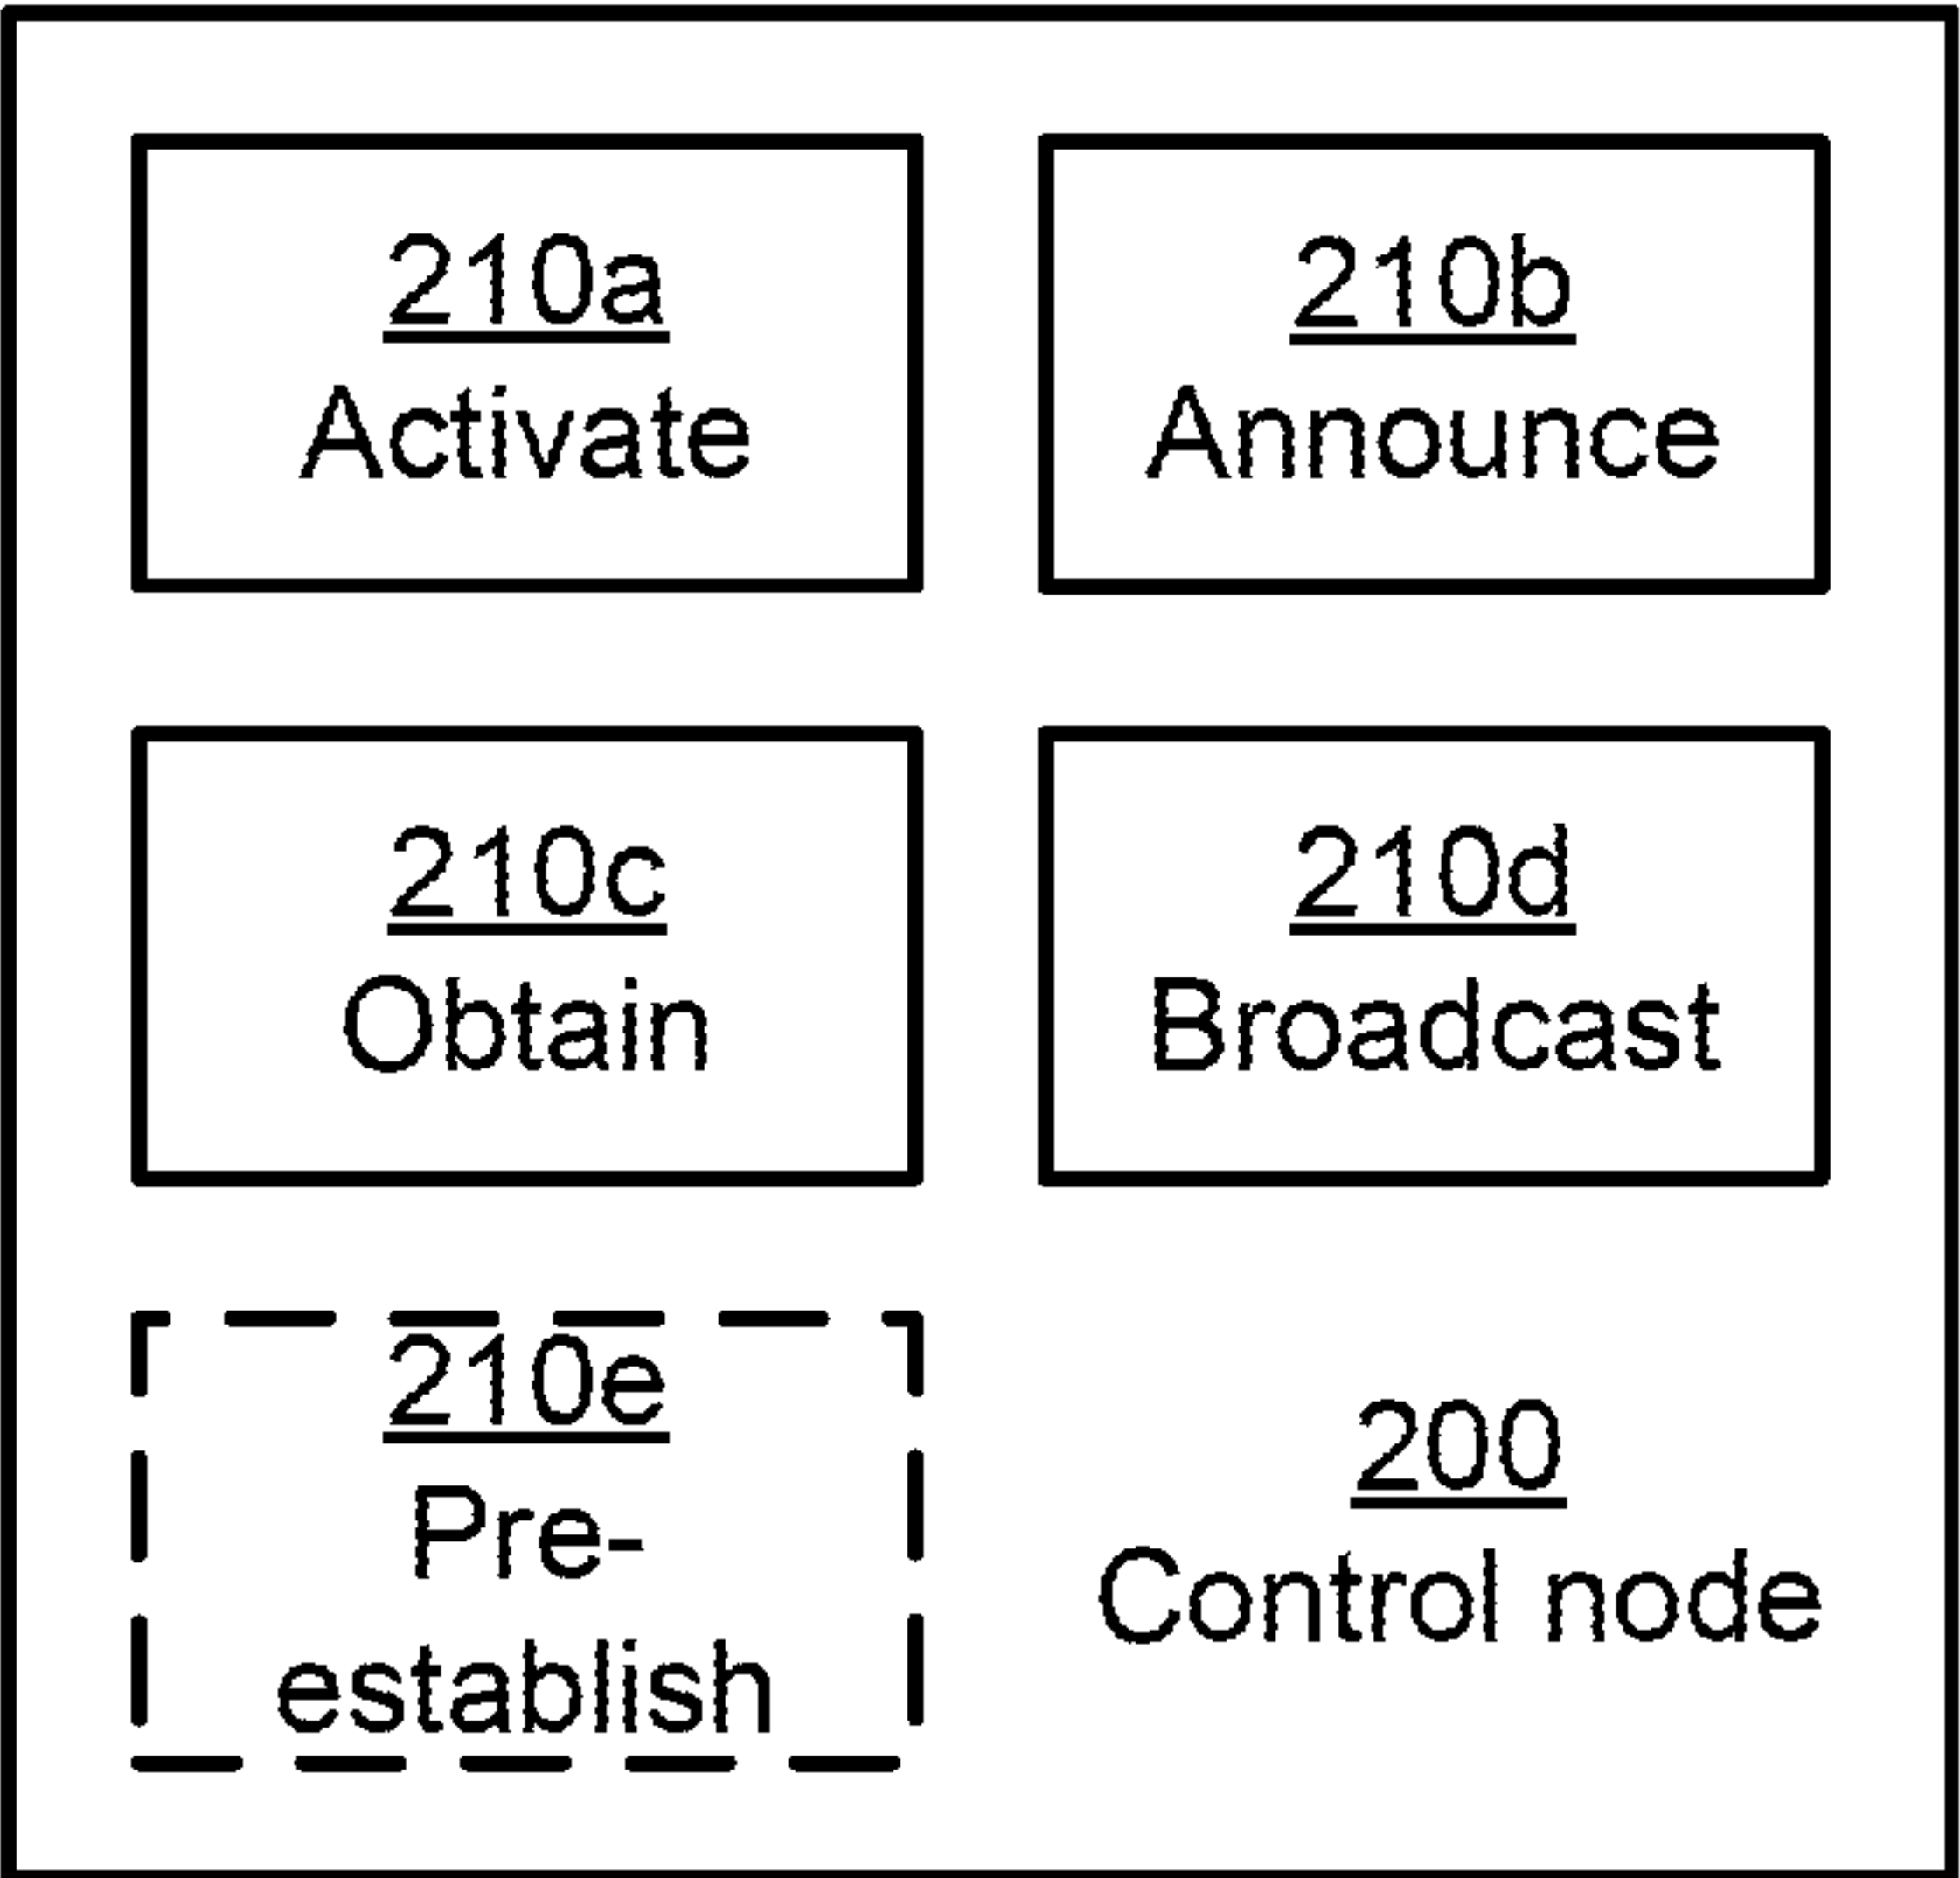 210a
Activate
210b
Announce
210c
Obtain
210d
Broadcast
210e
Pre-
establish
200
Control node